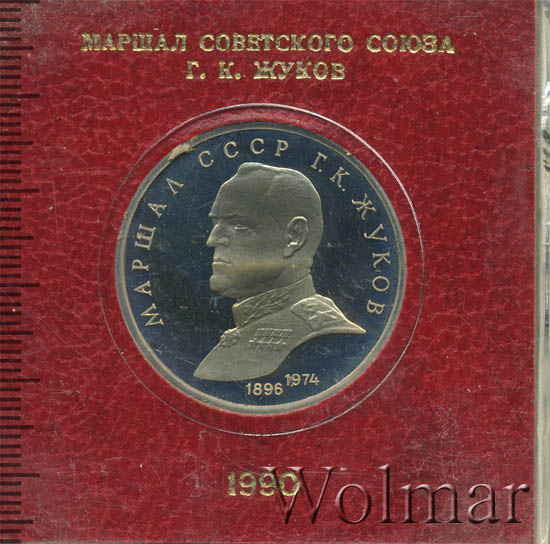 МАРШАЛ СОВЕТСКОГО СОЮЗА
Г. К. ЖУКОВ
МАРШАЛ СССР Г.К. ЖУКОВ
1896 1974
1990
Wolmar